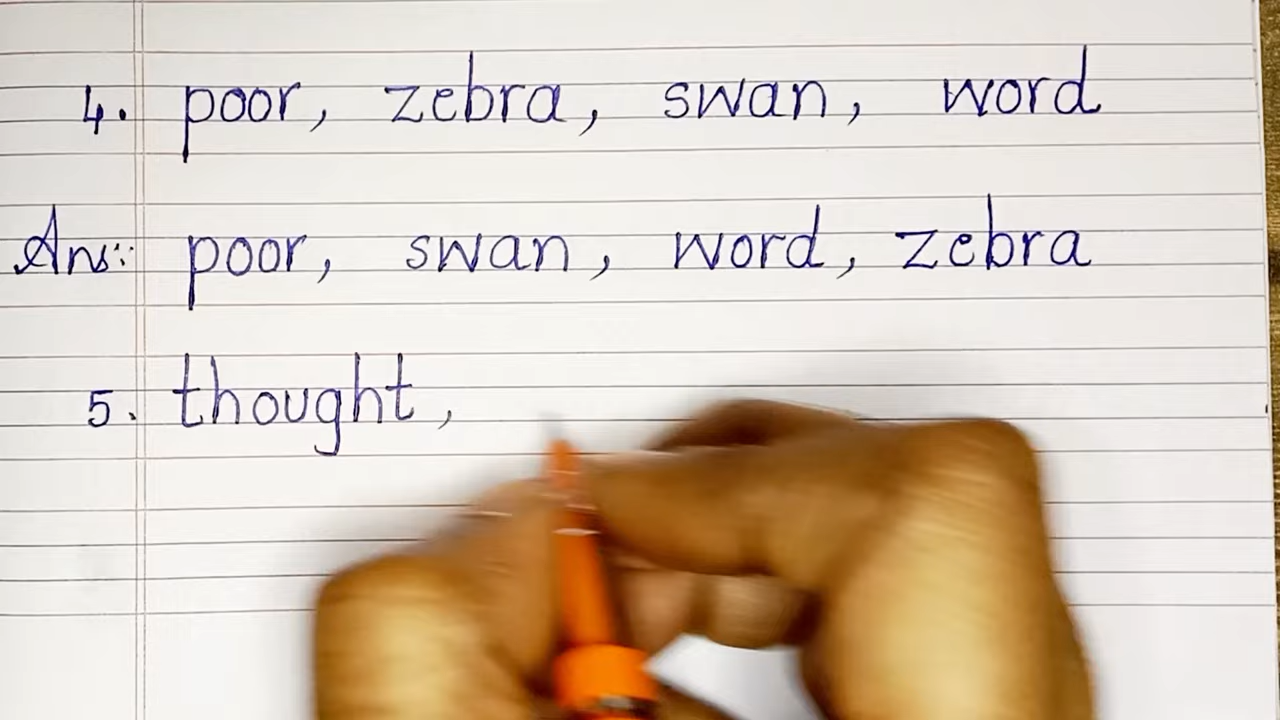 4. poor, zebra, swan, word
Ans: poor, swan, word, zebra
5. thought,